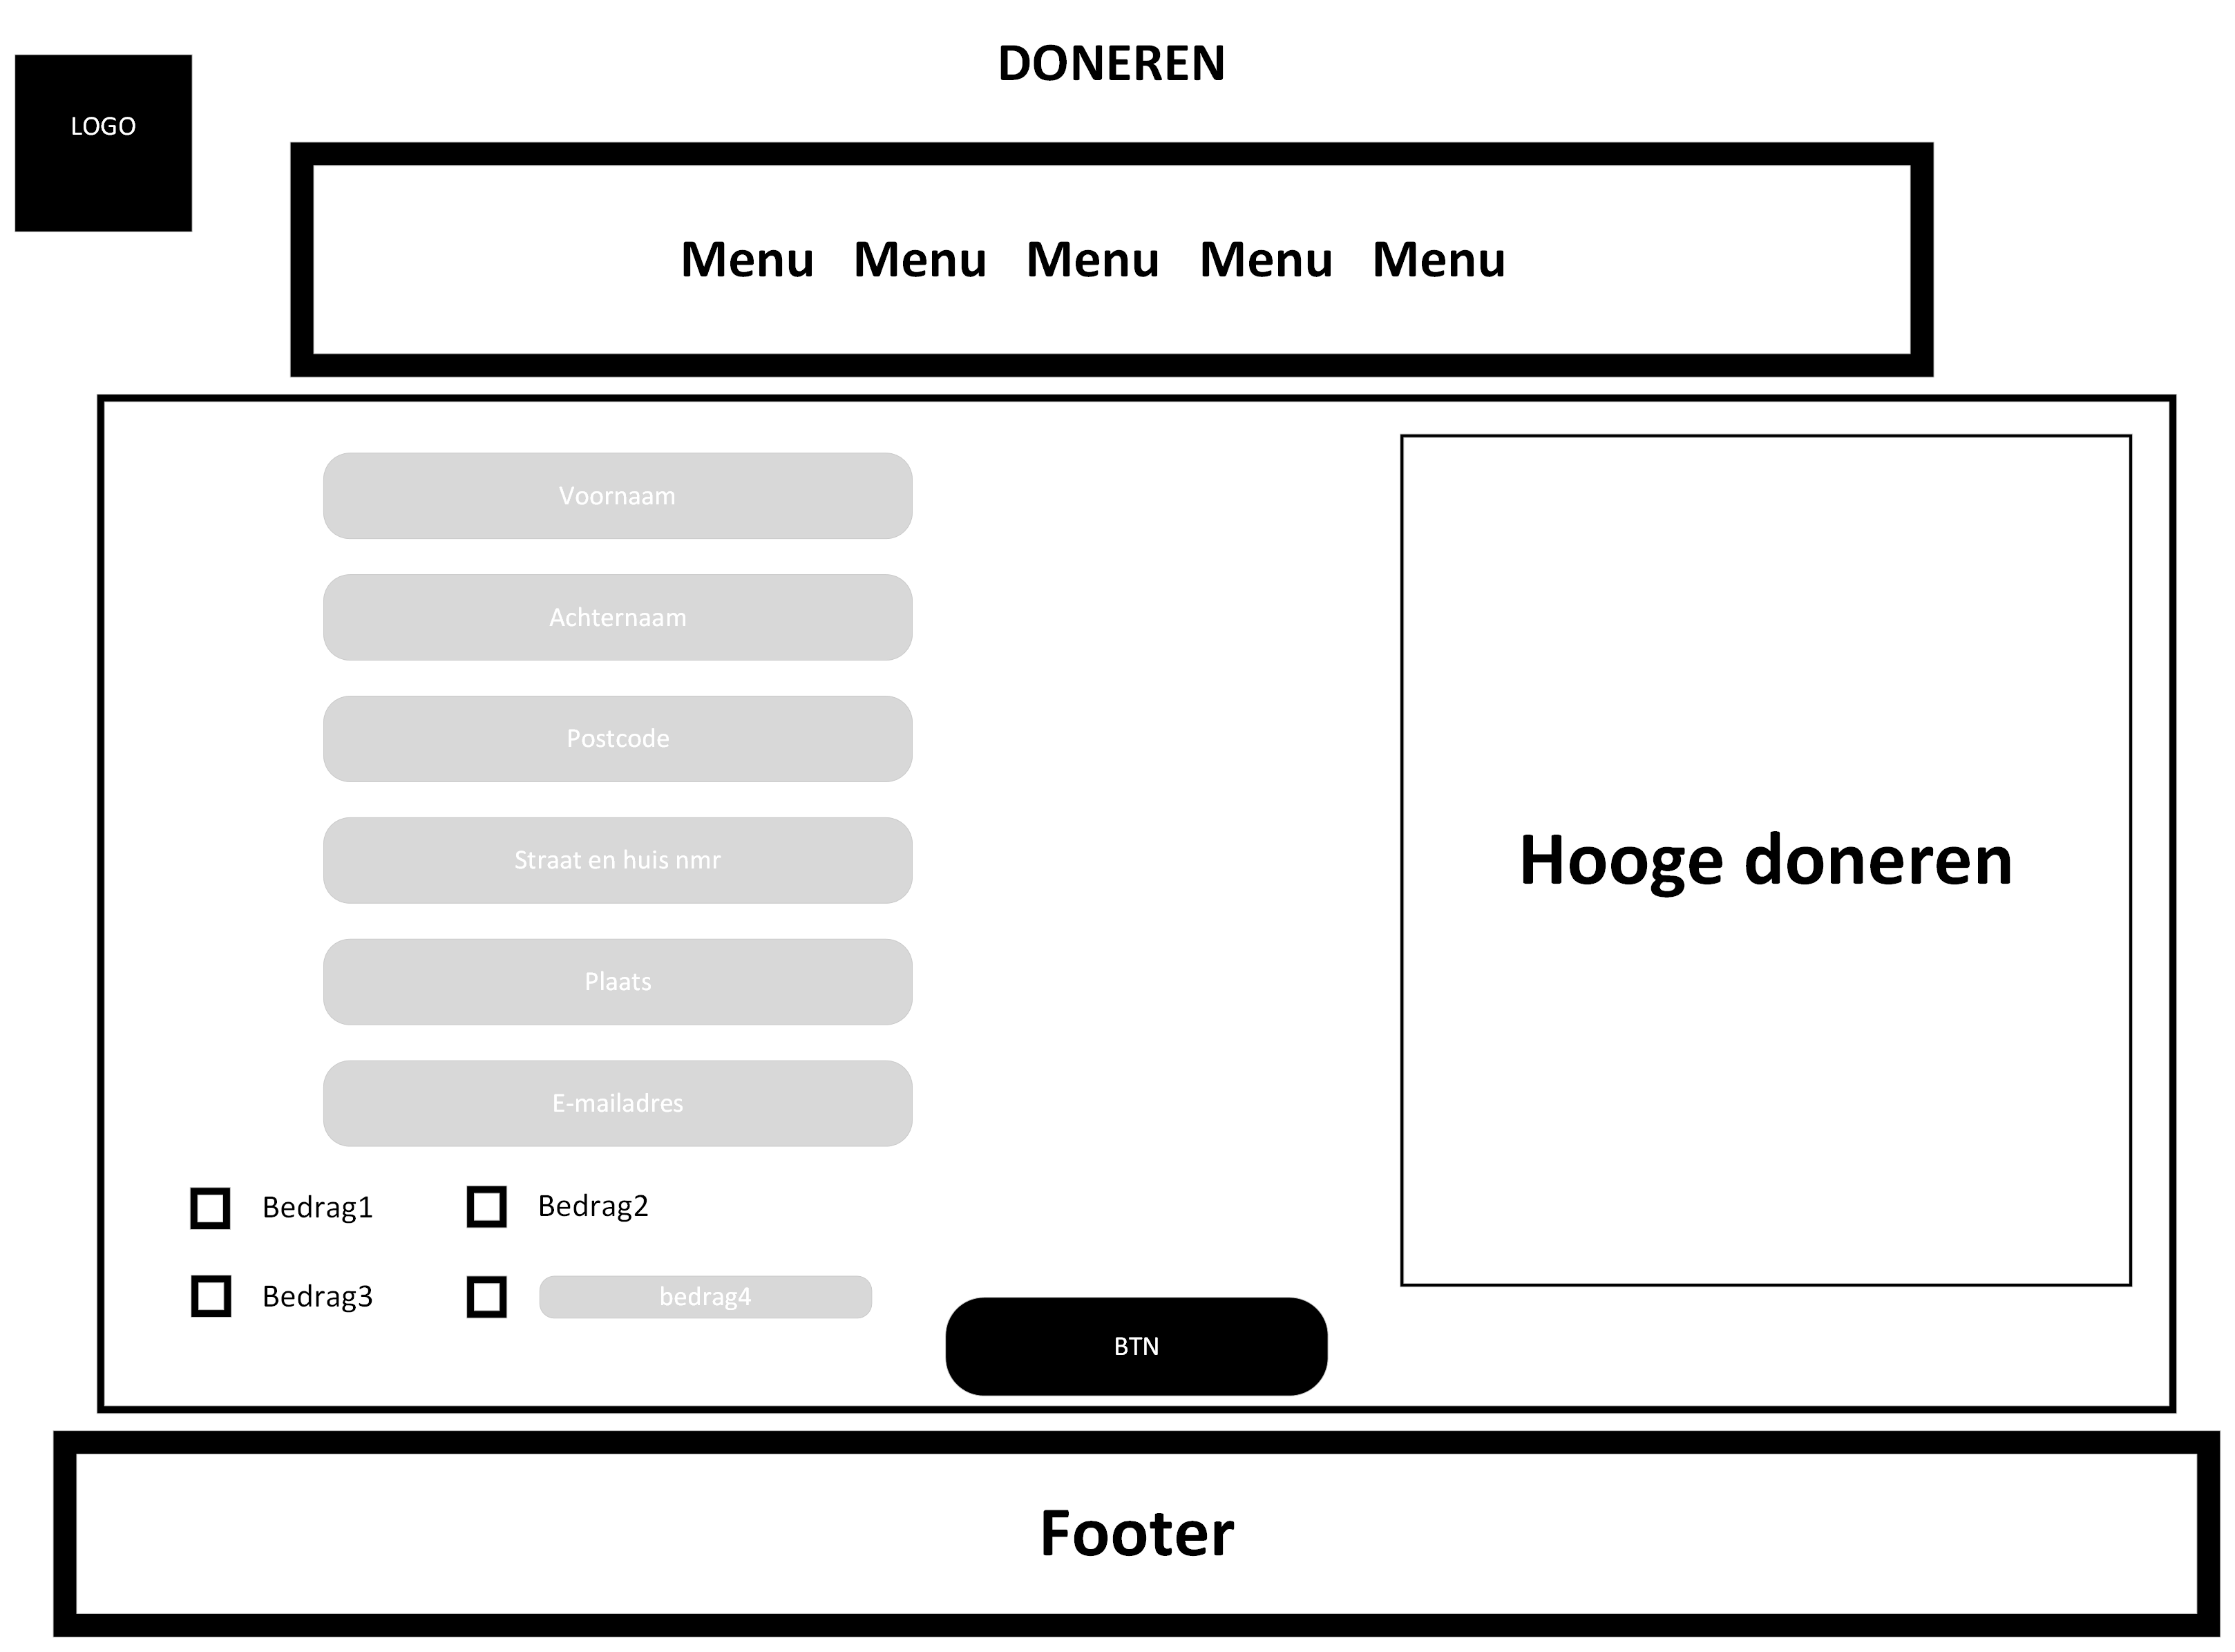 DONEREN
LOGO
Menu Menu Menu Menu Menu
Voornaam
Achternaam
Postcode
Straat en huis nmr
Plaats
E-mailadres
Hooge doneren
Bedrag1 Bedrag2
Bedrag3 bedrag4
BTN
Footer